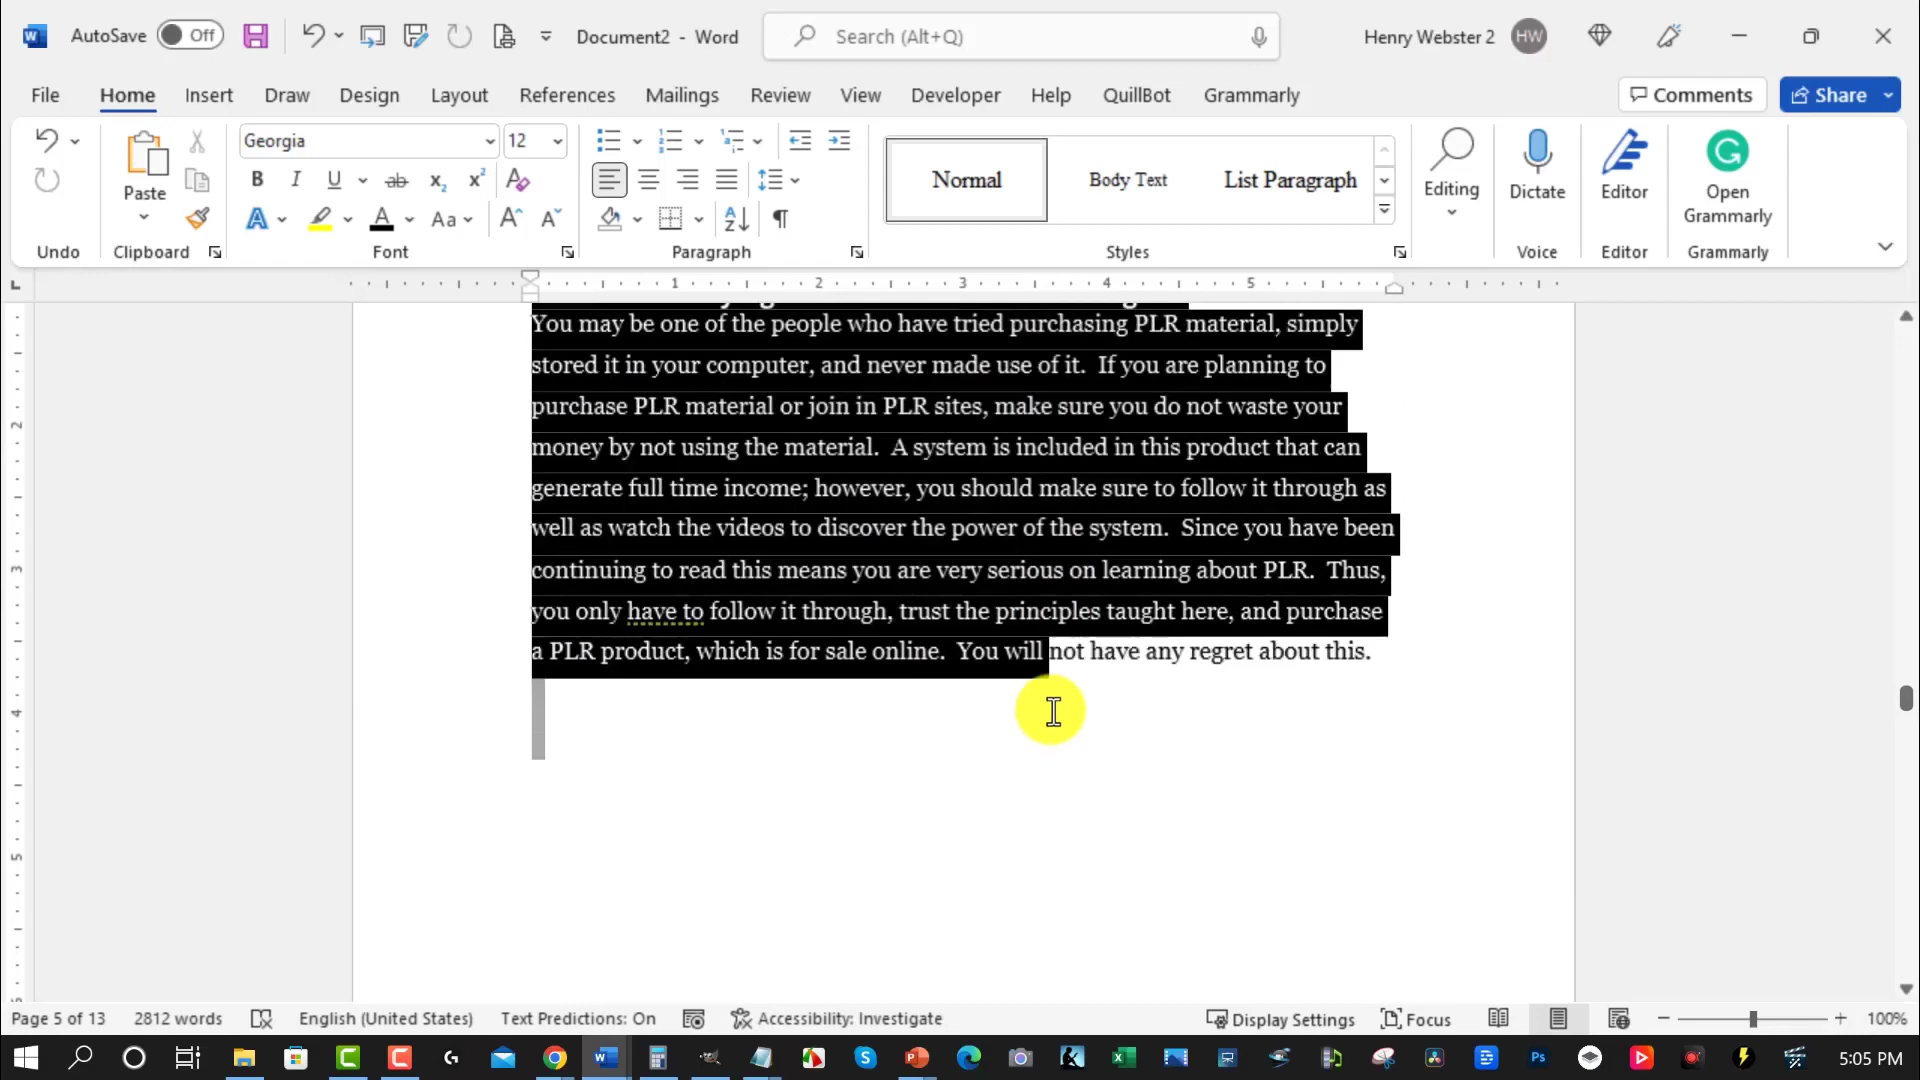 AutoSave Off Document2 - Word Search (Alt+Q) Henry Webster 2 HW
File Home Insert Draw Design Layout References Mailings Review View Developer Help QuillBot Grammarly Comments Share
Georgia 12
Paste Normal Body Text List Paragraph Editing Dictate Editor Open Grammarly
Undo Clipboard Font Paragraph Styles Voice Editor Grammarly
1 2 3 4 5
You may be one of the people who have tried purchasing PLR material, simply
stored it in your computer, and never made use of it.  If you are planning to
purchase PLR material or join in PLR sites, make sure you do not waste your
money by not using the material.  A system is included in this product that can
generate full time income; however, you should make sure to follow it through as
well as watch the videos to discover the power of the system.  Since you have been
continuing to read this means you are very serious on learning about PLR.  Thus,
you only have to follow it through, trust the principles taught here, and purchase
a PLR product, which is for sale online.  You will not have any regret about this.
Page 5 of 13 2812 words English (United States) Text Predictions: On Accessibility: Investigate Display Settings Focus 100%
5:05 PM